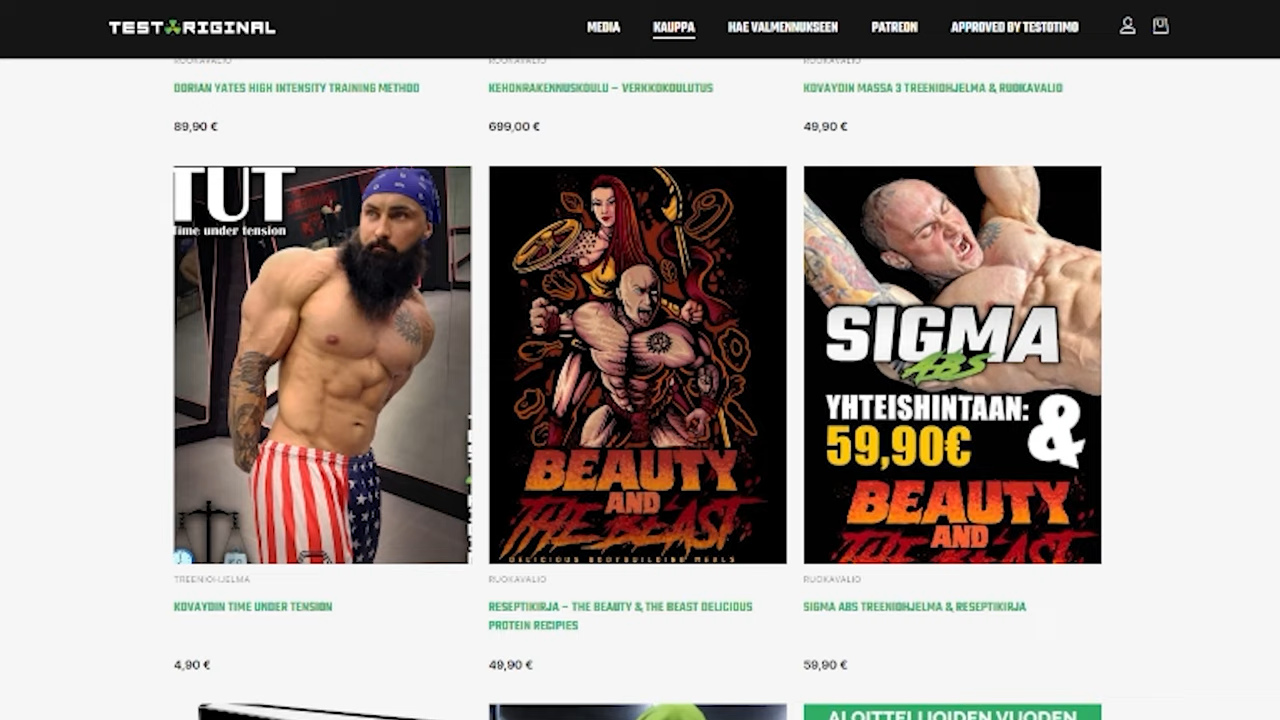 TESTORIGINAL
MEDIA KAUPPA HAE VALMENNUKSEEN PATREON APPROVED BY TESTOTIMO
RUOKAVALIO RUOKAVALIO RUOKAVALIO
DORIAN YATES HIGH INTENSITY TRAINING METHOD
89,90 €
KEHONRAKENNUSKOULU – VERKKOKOULUTUS
699,00 €
KOVAYDIN MASSA 3 TREENIOHJELMA & RUOKAVALIO
49,90 €
TUT
Time under tension
TREENIOHJELMA
KOVAYDIN TIME UNDER TENSION
4,90 €
BEAUTY
AND
THE BEAST
DELICIOUS BODYBUILDING MEALS
RUOKAVALIO
RESEPTIKIRJA – THE BEAUTY & THE BEAST DELICIOUS
PROTEIN RECIPIES
49,90 €
SIGMA
ABS
YHTEISHINTAAN:
59,90€
&
BEAUTY
AND
THE BEAST
RUOKAVALIO
SIGMA ABS TREENIOHJELMA & RESEPTIKIRJA
59,90 €
ALOITTELIJOIDEN VUODEN